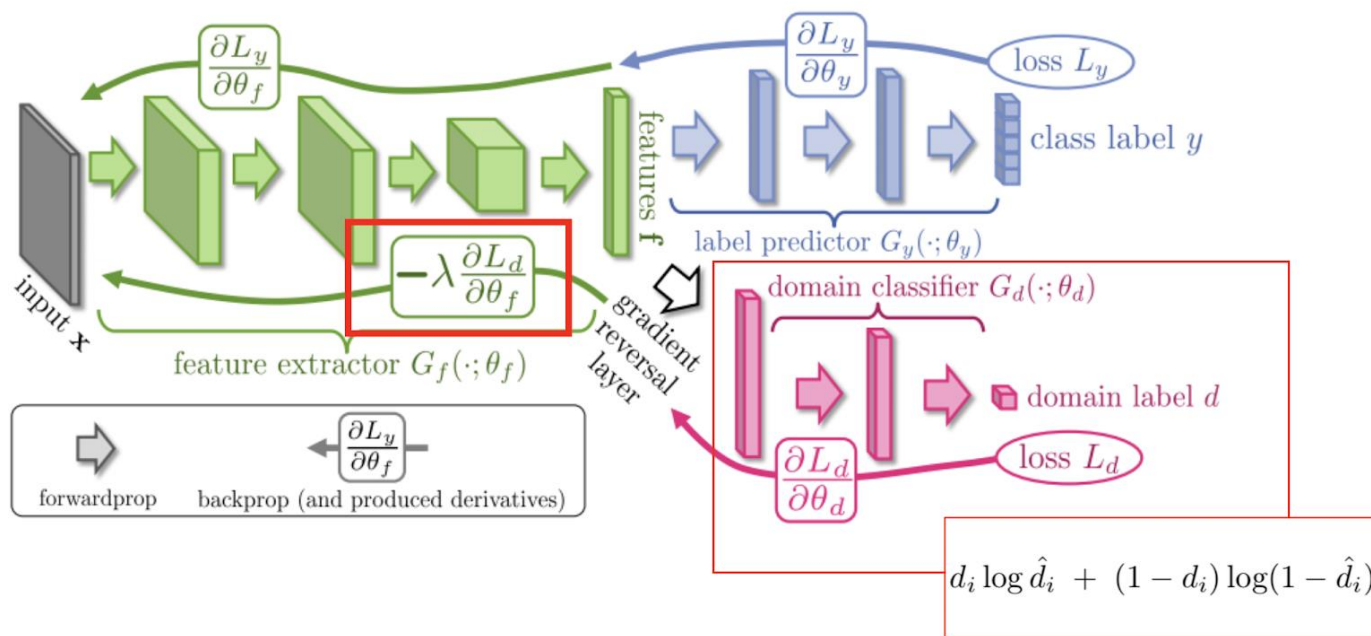 ∂L_y/∂θ_f
∂L_y/∂θ_y
loss L_y
features f
class label y
label predictor G_y(·; θ_y)
input x
−λ ∂L_d/∂θ_f
feature extractor G_f(·; θ_f)
gradient
reversal
layer
domain classifier G_d(·; θ_d)
domain label d
∂L_d/∂θ_d
loss L_d
forwardprop
∂L_y/∂θ_f
backprop (and produced derivatives)
d_i log d̂_i + (1 − d_i) log(1 − d̂_i)